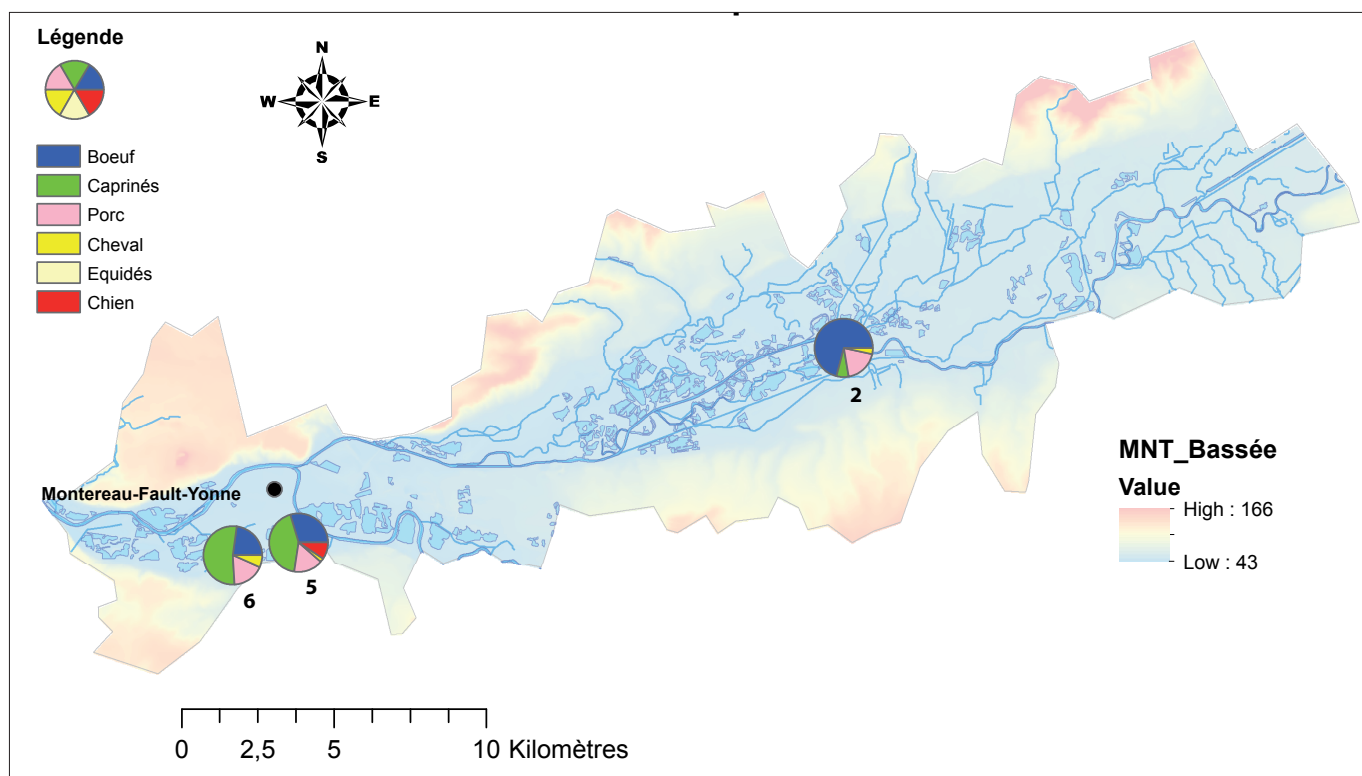 Légende
Boeuf
Caprinés
Porc
Cheval
Equidés
Chien
N
W E
S
Montereau-Fault-Yonne
2
5
6
MNT_Bassée
Value
High : 166
Low : 43
0 2,5 5 10 Kilomètres